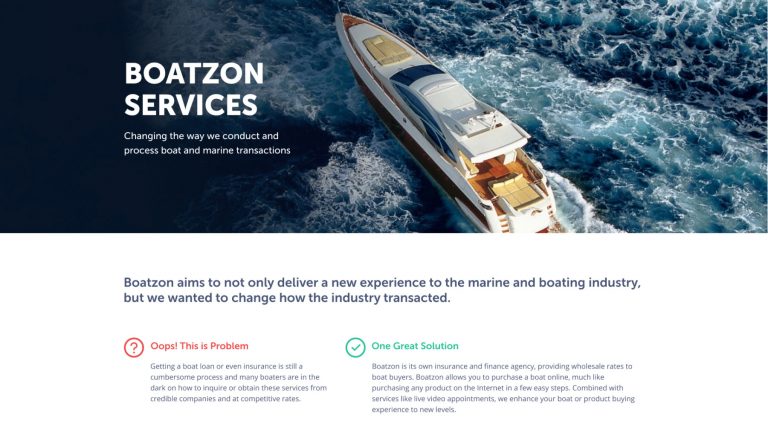 BOATZON
SERVICES
Changing the way we conduct and
process boat and marine transactions
Boatzon aims to not only deliver a new experience to the marine and boating industry,
but we wanted to change how the industry transacted.
Oops! This is Problem
Getting a boat loan or even insurance is still a
cumbersome process and many boaters are in the
dark on how to inquire or obtain these services from
credible companies and at competitive rates.
One Great Solution
Boatzon is its own insurance and finance agency, providing wholesale rates to
boat buyers. Boatzon allows you to purchase a boat online, much like
purchasing any product on the Internet in a few easy steps. Combined with
services like live video appointments, we enhance your boat or product buying
experience to new levels.